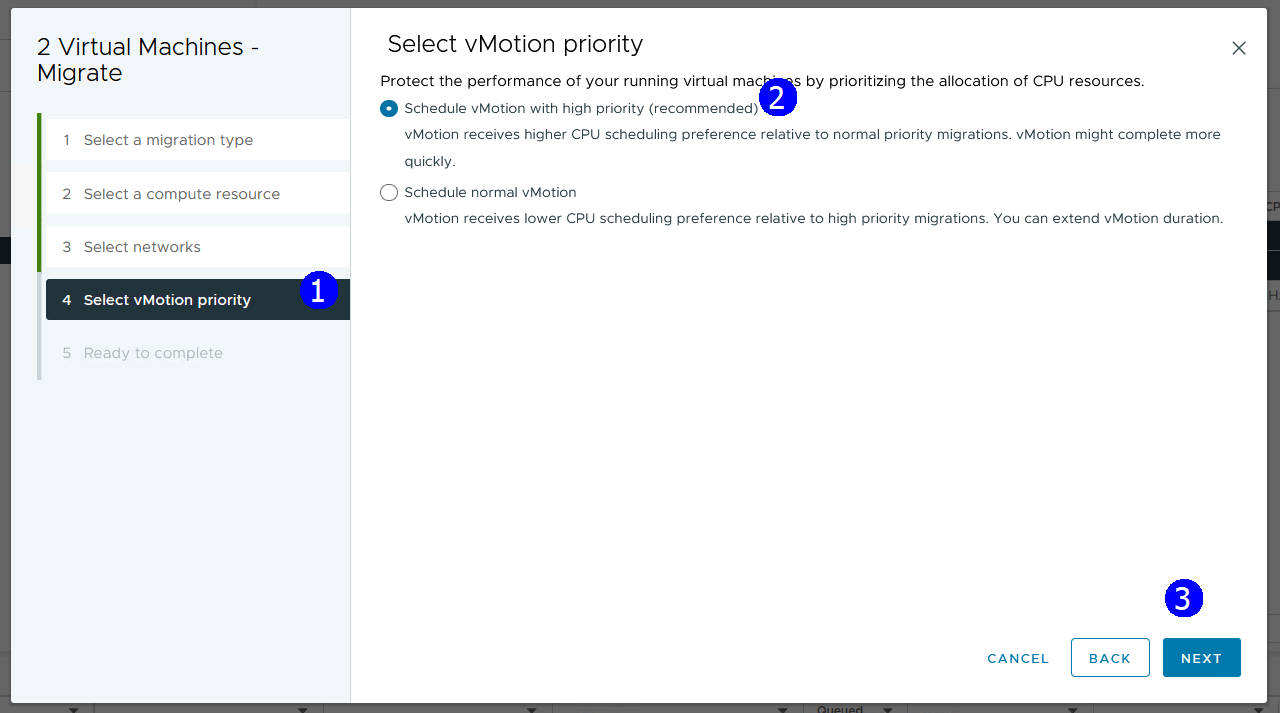 2 Virtual Machines -
Migrate
1 Select a migration type
2 Select a compute resource
3 Select networks
4 Select vMotion priority
1
5 Ready to complete
Select vMotion priority
Protect the performance of your running virtual machines by prioritizing the allocation of CPU resources.
2
Schedule vMotion with high priority (recommended)
vMotion receives higher CPU scheduling preference relative to normal priority migrations. vMotion might complete more
quickly.
Schedule normal vMotion
vMotion receives lower CPU scheduling preference relative to high priority migrations. You can extend vMotion duration.
3
CANCEL
BACK
NEXT
Queued